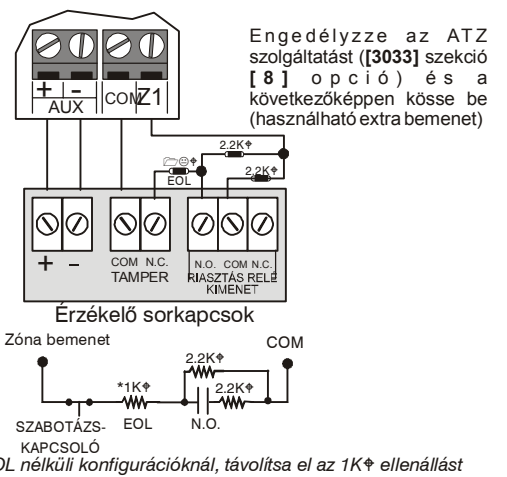 Engedélyzze az ATZ
szolgáltatást ([3033] szekció
[8] opció) és a
következőképpen kösse be
(használható extra bemenet)
+ -
AUX
COM
Z1
2.2K⌖
2.2K⌖
EOL
+ -
COM N.C.
TAMPER
N.O. COM N.C.
RIASZTÁS RELÉ
KIMENET
Érzékelő sorkapcsok
Zóna bemenet
COM
2.2K⌖
*1K⌖
2.2K⌖
SZABOTÁZS-
KAPCSOLÓ
EOL
N.O.
OL nélküli konfigurációknál, távolítsa el az 1K⌖ ellenállást